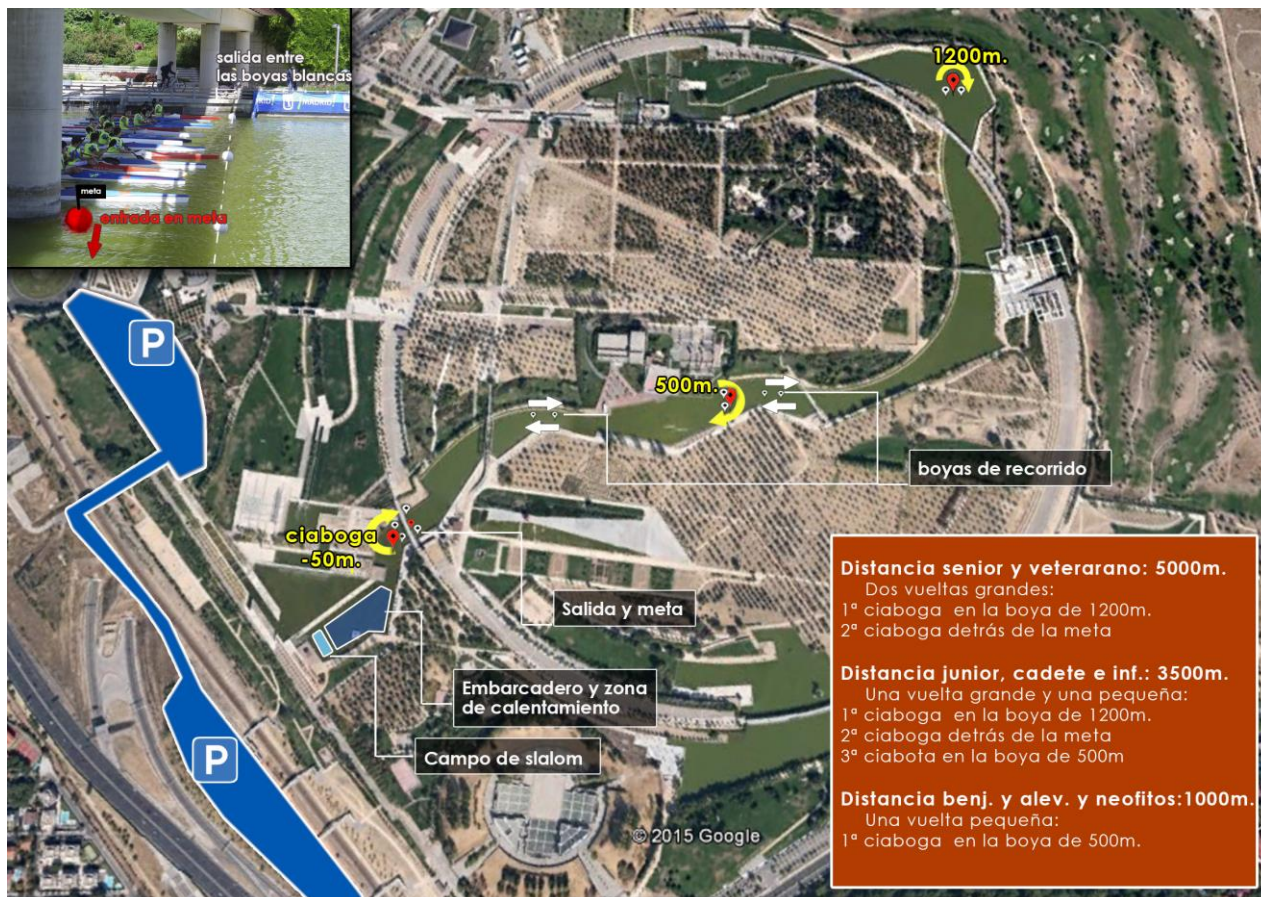 salida entre
las boyas blancas
MADRID
meta
entrada en meta
1200m.
P
500m.
boyas de recorrido
ciaboga
-50m.
Salida y meta
Embarcadero y zona
de calentamiento
P
Campo de slalom
© 2015 Google
Distancia senior y veterarano: 5000m.
Dos vueltas grandes:
1ª ciaboga en la boya de 1200m.
2ª ciaboga detrás de la meta
Distancia junior, cadete e inf.: 3500m.
Una vuelta grande y una pequeña:
1ª ciaboga en la boya de 1200m.
2ª ciaboga detrás de la meta
3ª ciabota en la boya de 500m
Distancia benj. y alev. y neofitos:1000m.
Una vuelta pequeña:
1ª ciaboga en la boya de 500m.